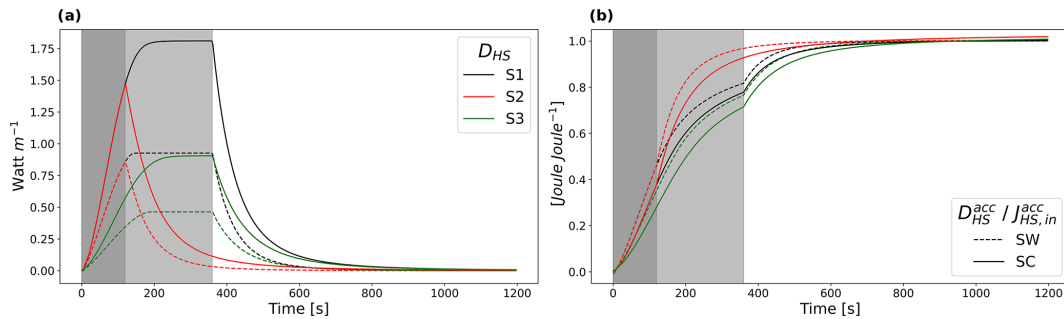 (a)
D_HS
S1
S2
S3
Watt m⁻¹
1.75
1.50
1.25
1.00
0.75
0.50
0.25
0.00
0 200 400 600 800 1000 1200
Time [s]
(b)
[Joule Joule⁻¹]
1.0
0.8
0.6
0.4
0.2
0.0
D_HS^acc / J_HS,in^acc
SW
SC
0 200 400 600 800 1000 1200
Time [s]